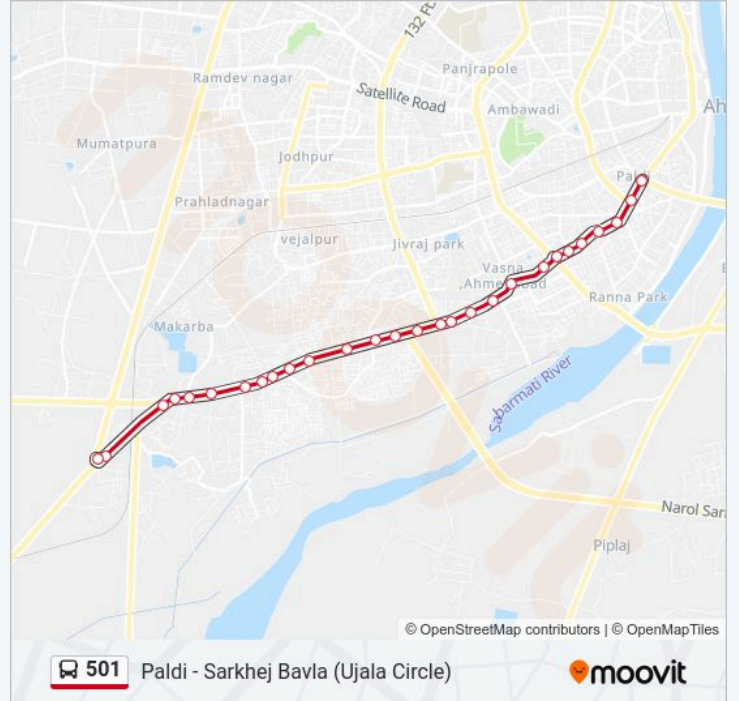 132 Ft.
Panjrapole
Ramdev nagar
Satellite Road
Ambawadi
Ah
Mumatpura
Jodhpur
Paldi
Prahladnagar
vejalpur
Jivraj park
Vasna
,Ahmedroad
Ranna Park
Makarba
Sabarmati River
Narol Sar
Piplaj
© OpenStreetMap contributors | © OpenMapTiles
501 Paldi - Sarkhej Bavla (Ujala Circle)
moovit